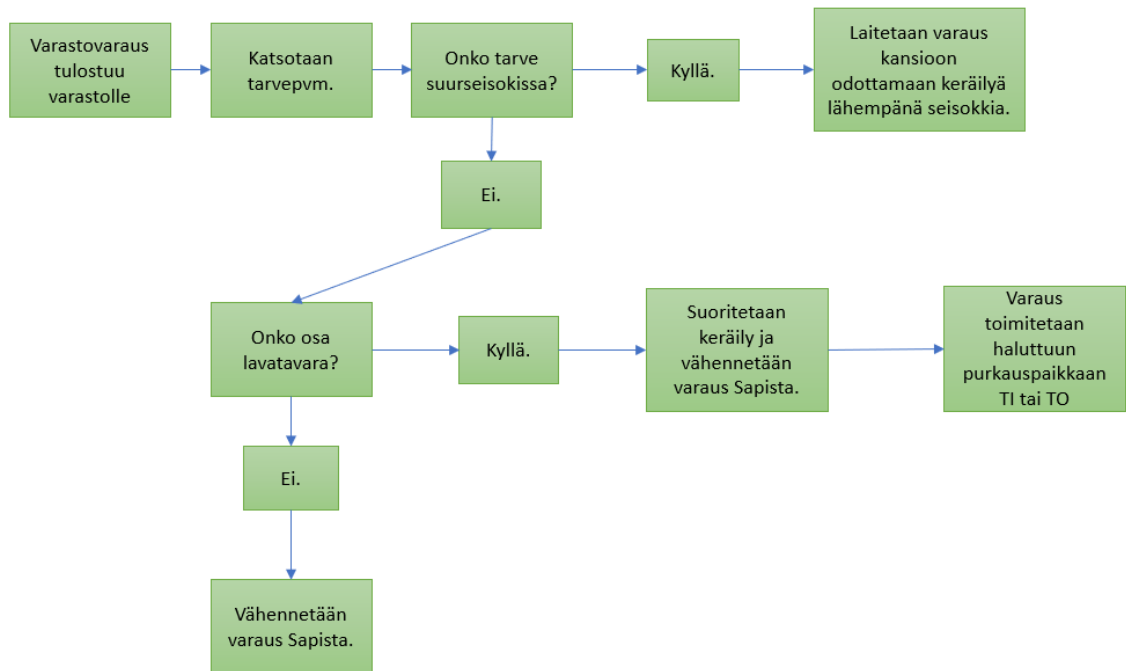 Varastovaraus
tulostuu
varastolle
Katsotaan
tarvepvm.
Onko tarve
suurseisokissa?
Kyllä.
Laitetaan varaus
kansioon
odottamaan keräilyä
lähempänä seisokkia.
Ei.
Onko osa
lavatavara?
Kyllä.
Suoritetaan
keräily ja
vähennetään
varaus Sapista.
Varaus
toimitetaan
haluttuun
purkauspaikkaan
TI tai TO
Ei.
Vähennetään
varaus Sapista.